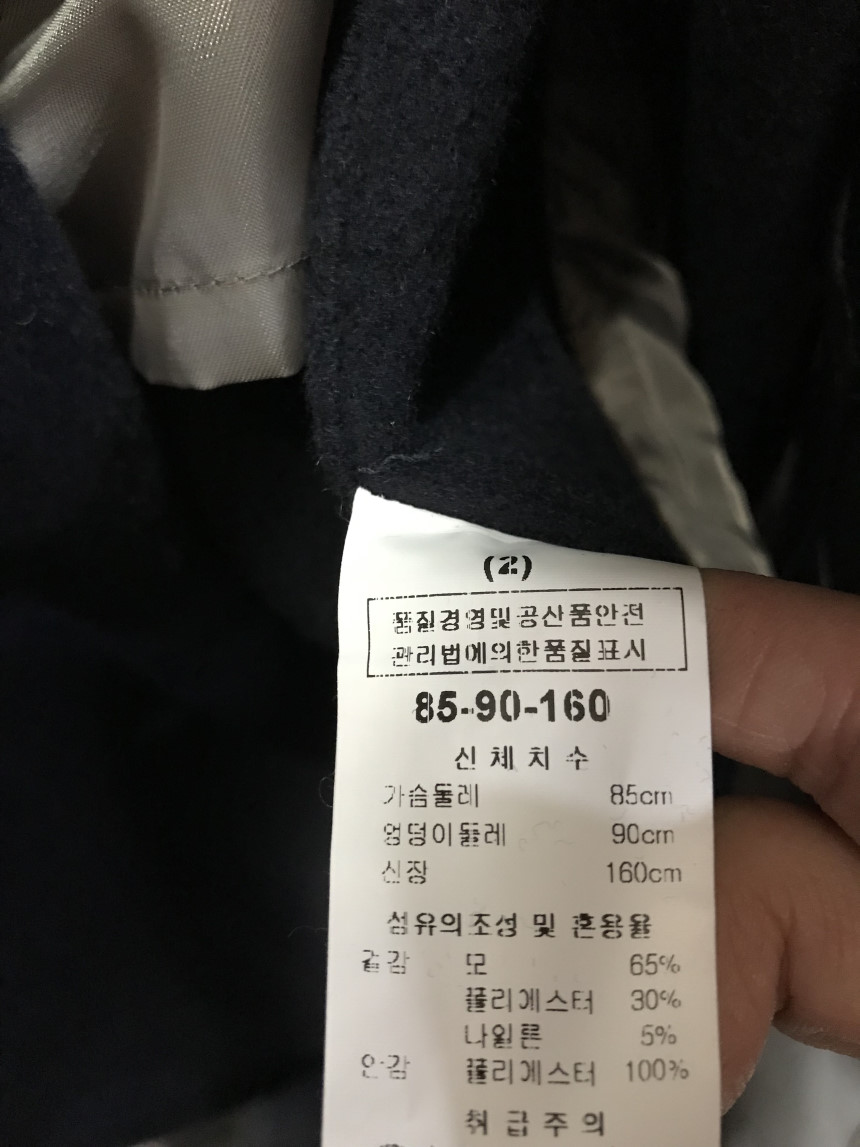 (2)
품질경영및공산품안전
관리법에의한품질표시
85-90-160
신체치수
가슴둘레 85cm
엉덩이둘레 90cm
신장 160cm
섬유의조성 및 혼용율
겉감 모 65%
폴리에스터 30%
나일론 5%
안감 폴리에스터 100%
취급주의